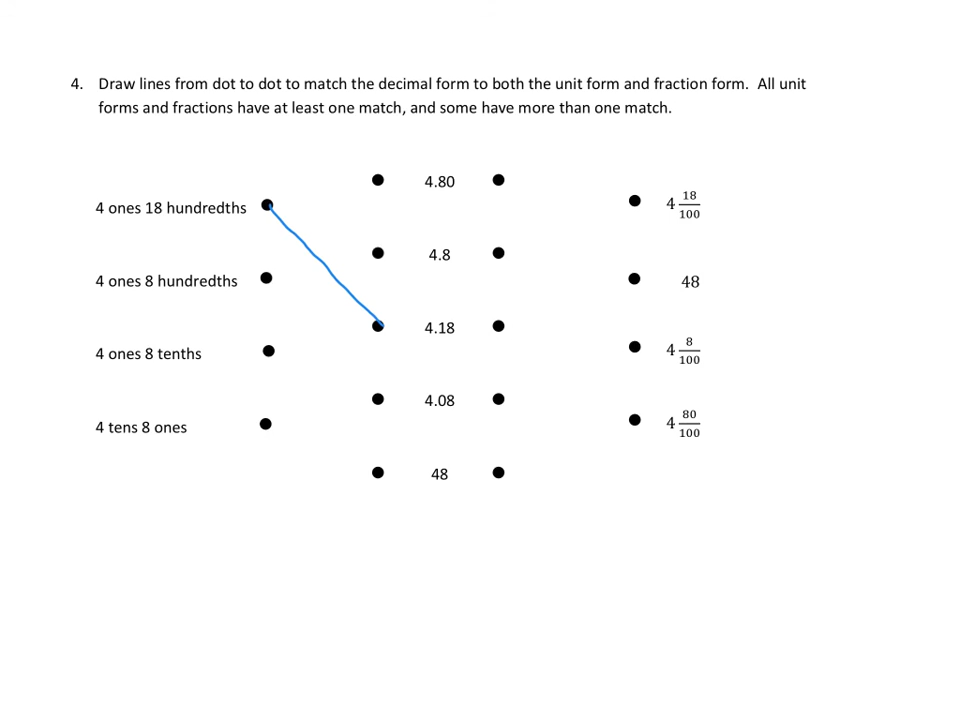 4. Draw lines from dot to dot to match the decimal form to both the unit form and fraction form. All unit
forms and fractions have at least one match, and some have more than one match.
4.80
4 ones 18 hundredths
4 18/100
4.8
4 ones 8 hundredths
48
4.18
4 ones 8 tenths
4 8/100
4.08
4 tens 8 ones
4 80/100
48